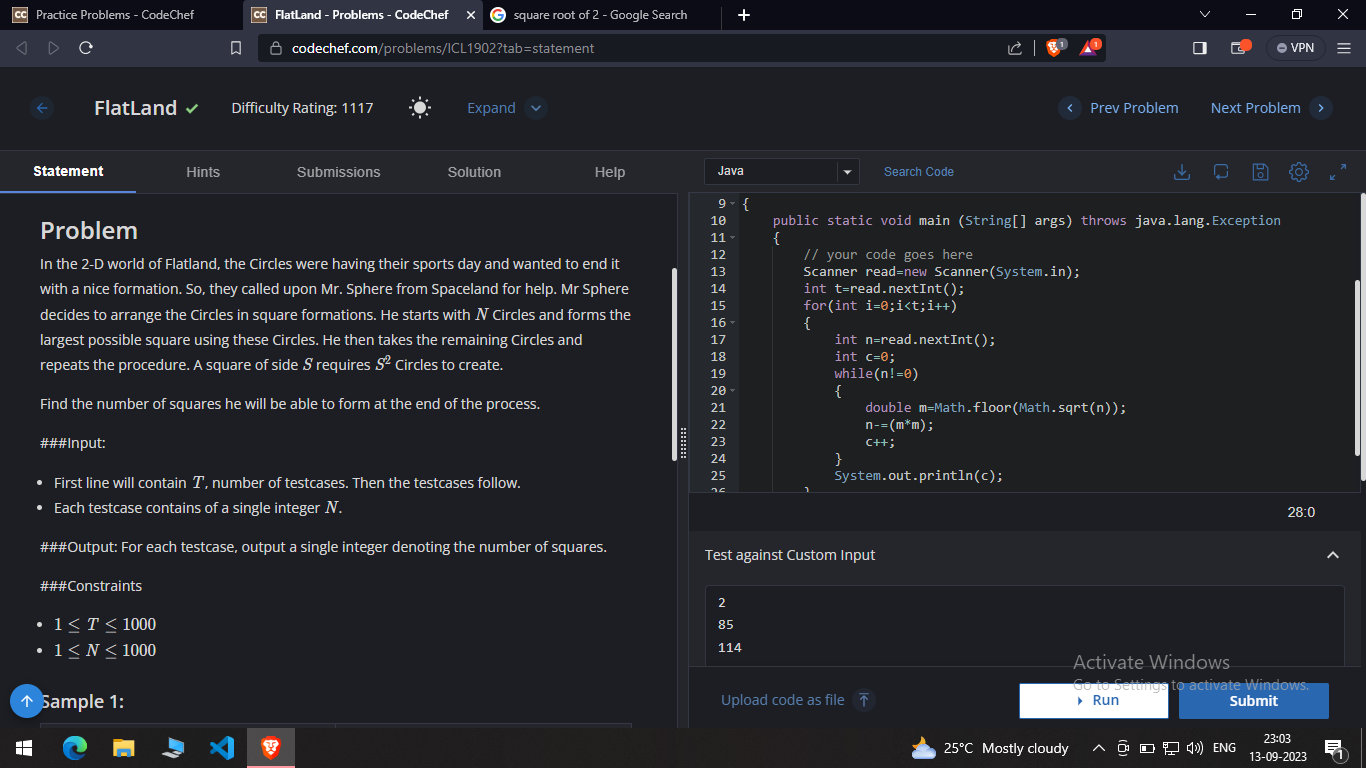 Practice Problems - CodeChef
FlatLand - Problems - CodeChef
square root of 2 - Google Search
codechef.com/problems/ICL1902?tab=statement
1
1
VPN
FlatLand
Difficulty Rating: 1117
Expand
Prev Problem
Next Problem
Statement
Hints
Submissions
Solution
Help
Problem
In the 2-D world of Flatland, the Circles were having their sports day and wanted to end it
with a nice formation. So, they called upon Mr. Sphere from Spaceland for help. Mr Sphere
decides to arrange the Circles in square formations. He starts with N Circles and forms the
largest possible square using these Circles. He then takes the remaining Circles and
repeats the procedure. A square of side S requires S² Circles to create.
Find the number of squares he will be able to form at the end of the process.
###Input:
• First line will contain T, number of testcases. Then the testcases follow.
• Each testcase contains of a single integer N.
###Output: For each testcase, output a single integer denoting the number of squares.
###Constraints
• 1 ≤ T ≤ 1000
• 1 ≤ N ≤ 1000
Sample 1:
Java
Search Code
9 {
10 public static void main (String[] args) throws java.lang.Exception
11 {
12 // your code goes here
13 Scanner read=new Scanner(System.in);
14 int t=read.nextInt();
15 for(int i=0;i<t;i++)
16 {
17 int n=read.nextInt();
18 int c=0;
19 while(n!=0)
20 {
21 double m=Math.floor(Math.sqrt(n));
22 n-=(m*m);
23 c++;
24 }
25 System.out.println(c);
26 }
28:0
Test against Custom Input
2
85
114
Activate Windows
Go to Settings to activate Windows.
Upload code as file
Run
Submit
25°C Mostly cloudy
ENG
23:03
13-09-2023
1